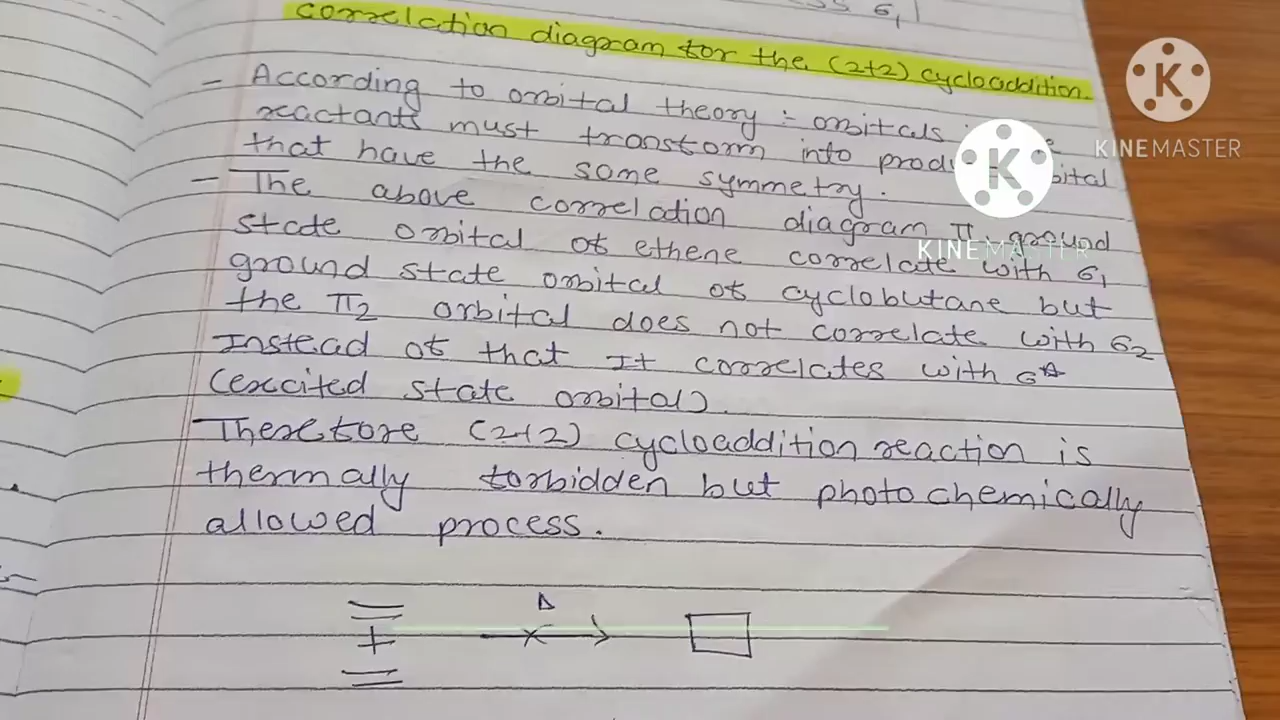 correlation diagram for the (2+2) cycloaddition.
- According to orbital theory :- orbitals
reactants must transform into orbital
that have the same symmetry.
- The above correlation diagram π, ground
state orbital of ethene correlate with σ1
ground state orbital of cyclobutane but
the π2 orbital does not correlate with σ2
Instead of that It correlates with σ*
(excited state orbital).
Therefore (2+2) cycloaddition reaction is
thermally forbidden but photochemically
allowed process.
+ Δ
K
KINEMASTER
K
KINEMASTER